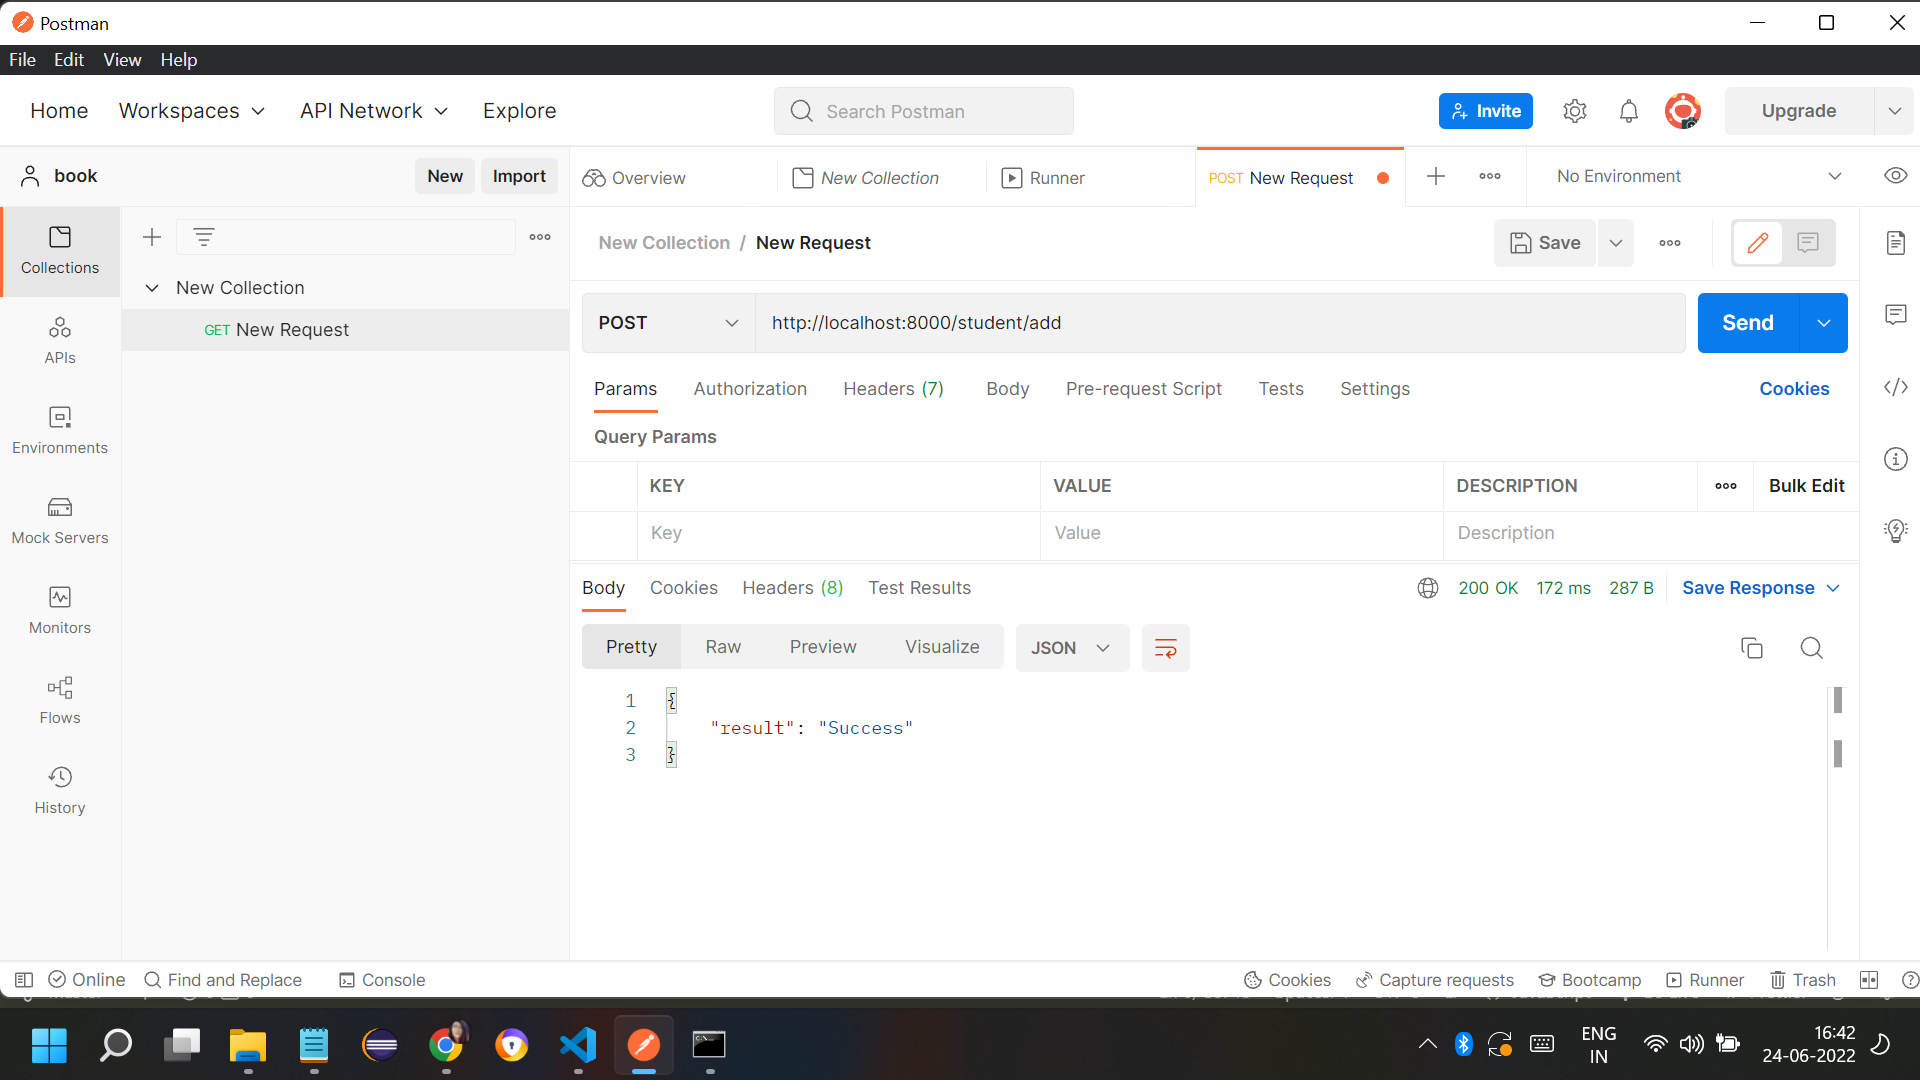 Postman
File Edit View Help
Home Workspaces API Network Explore
Search Postman
Invite
Upgrade
book
New Import
Overview
New Collection
Runner
POST New Request
No Environment
Collections
New Collection
GET New Request
APIs
Environments
Mock Servers
Monitors
Flows
History
New Collection / New Request
Save
POST
http://localhost:8000/student/add
Send
Params Authorization Headers (7) Body Pre-request Script Tests Settings
Cookies
Query Params
KEY VALUE DESCRIPTION
Bulk Edit
Key Value Description
Body Cookies Headers (8) Test Results
200 OK 172 ms 287 B
Save Response
Pretty Raw Preview Visualize
JSON
1 {
2 "result": "Success"
3 }
Online Find and Replace Console
Cookies Capture requests Bootcamp Runner Trash
ENG
IN
16:42
24-06-2022